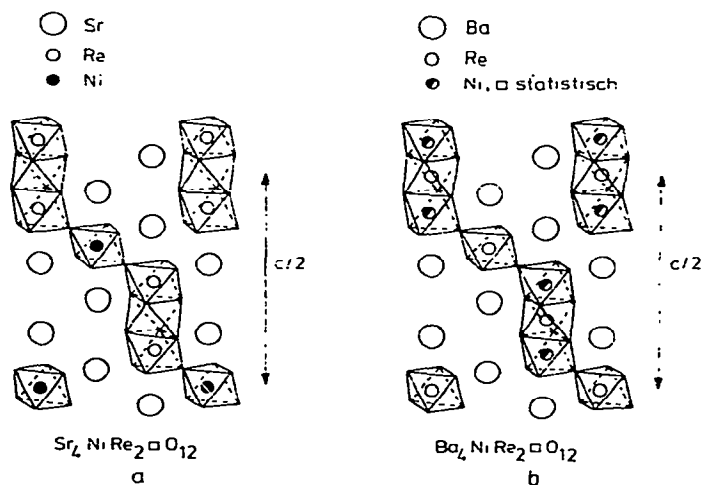 Sr
Re
Ni
Ba
Re
Ni, □ statistisch
c/2
c/2
Sr₄ Ni Re₂ □ O₁₂
a
Ba₄ Ni Re₂ □ O₁₂
b